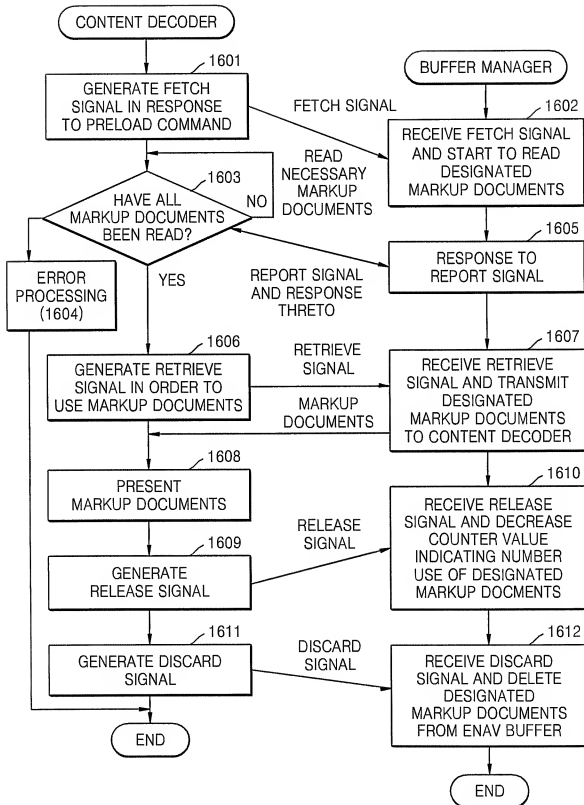 CONTENT DECODER
1601
GENERATE FETCH
SIGNAL IN RESPONSE
TO PRELOAD COMMAND
FETCH SIGNAL
BUFFER MANAGER
1602
RECEIVE FETCH SIGNAL
AND START TO READ
DESIGNATED
MARKUP DOCUMENTS
READ
NECESSARY
MARKUP
DOCUMENTS
1603
HAVE ALL
MARKUP DOCUMENTS
BEEN READ?
NO
YES
ERROR
PROCESSING
(1604)
REPORT SIGNAL
AND RESPONSE
THRETO
1605
RESPONSE TO
REPORT SIGNAL
1606
GENERATE RETRIEVE
SIGNAL IN ORDER TO
USE MARKUP DOCUMENTS
RETRIEVE
SIGNAL
MARKUP
DOCUMENTS
1607
RECEIVE RETRIEVE
SIGNAL AND TRANSMIT
DESIGNATED
MARKUP DOCUMENTS
TO CONTENT DECODER
1608
PRESENT
MARKUP DOCUMENTS
1609
GENERATE
RELEASE SIGNAL
RELEASE
SIGNAL
1610
RECEIVE RELEASE
SIGNAL AND DECREASE
COUNTER VALUE
INDICATING NUMBER
USE OF DESIGNATED
MARKUP DOCMENTS
1611
GENERATE DISCARD
SIGNAL
DISCARD
SIGNAL
1612
RECEIVE DISCARD
SIGNAL AND DELETE
DESIGNATED
MARKUP DOCUMENTS
FROM ENAV BUFFER
END
END